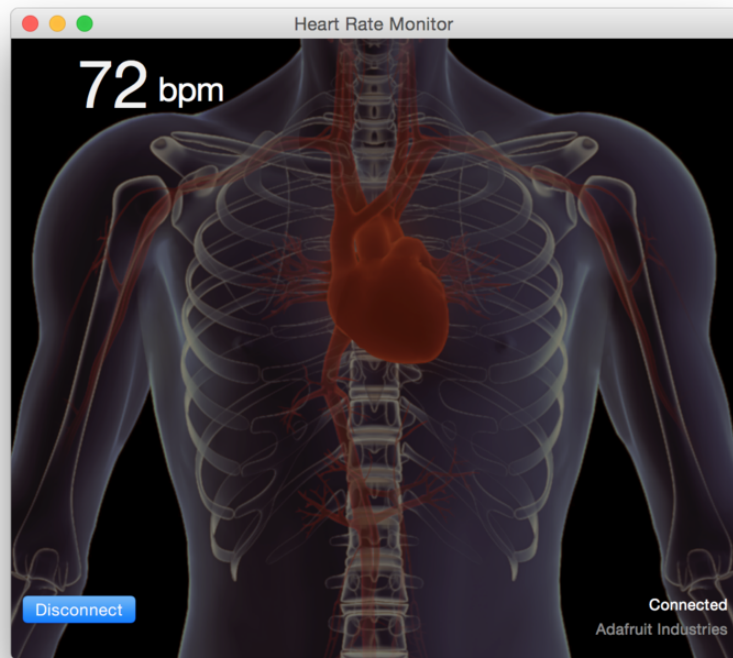 Heart Rate Monitor
72 bpm
Disconnect
Connected
Adafruit Industries